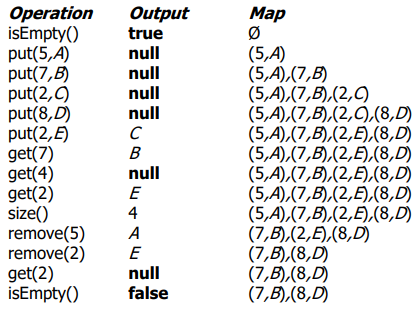 Operation Output Map
isEmpty() true Ø
put(5,A) null (5,A)
put(7,B) null (5,A),(7,B)
put(2,C) null (5,A),(7,B),(2,C)
put(8,D) null (5,A),(7,B),(2,C),(8,D)
put(2,E) C (5,A),(7,B),(2,E),(8,D)
get(7) B (5,A),(7,B),(2,E),(8,D)
get(4) null (5,A),(7,B),(2,E),(8,D)
get(2) E (5,A),(7,B),(2,E),(8,D)
size() 4 (5,A),(7,B),(2,E),(8,D)
remove(5) A (7,B),(2,E),(8,D)
remove(2) E (7,B),(8,D)
get(2) null (7,B),(8,D)
isEmpty() false (7,B),(8,D)